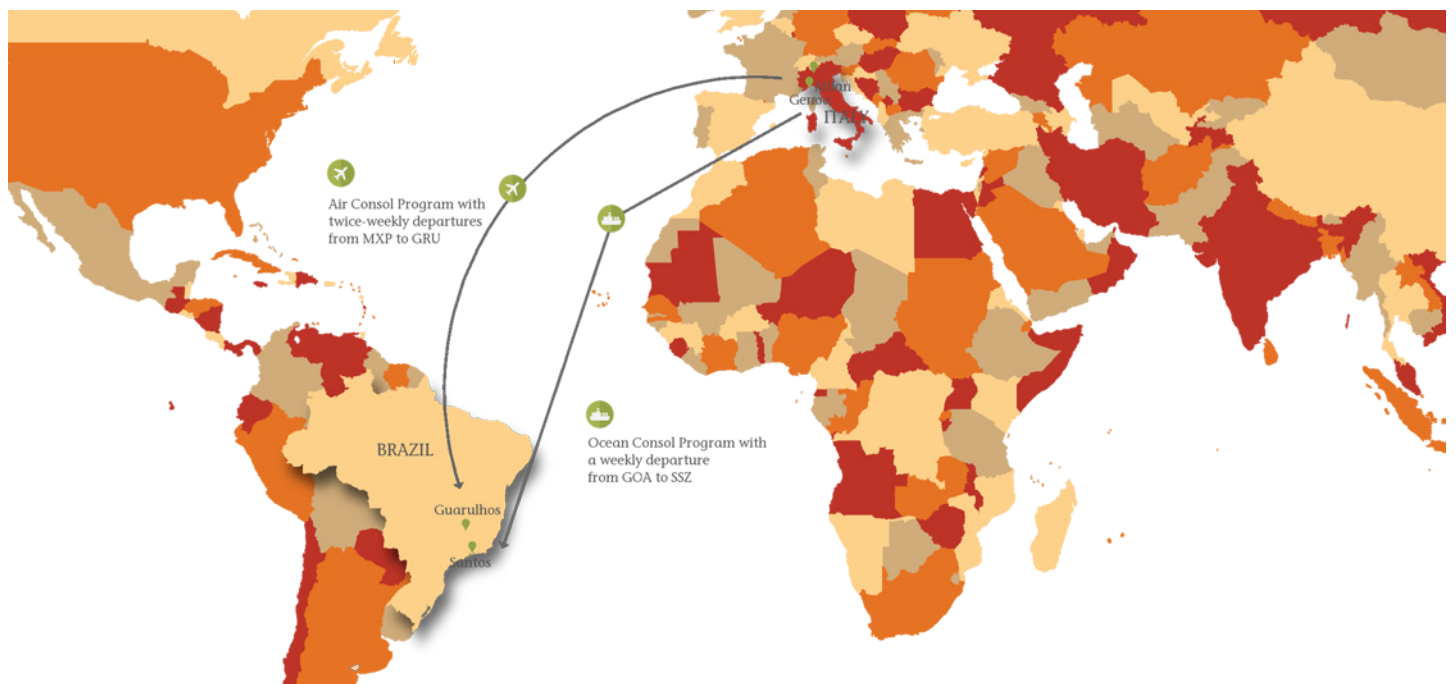 Milan
Genoa
ITALY
Air Consol Program with
twice-weekly departures
from MXP to GRU
Ocean Consol Program with
a weekly departure
from GOA to SSZ
BRAZIL
Guarulhos
Santos